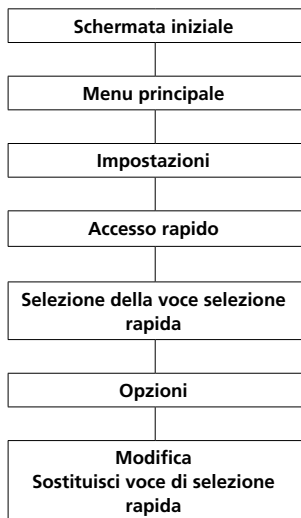 Schermata iniziale
Menu principale
Impostazioni
Accesso rapido
Selezione della voce selezione
rapida
Opzioni
Modifica
Sostituisci voce di selezione
rapida